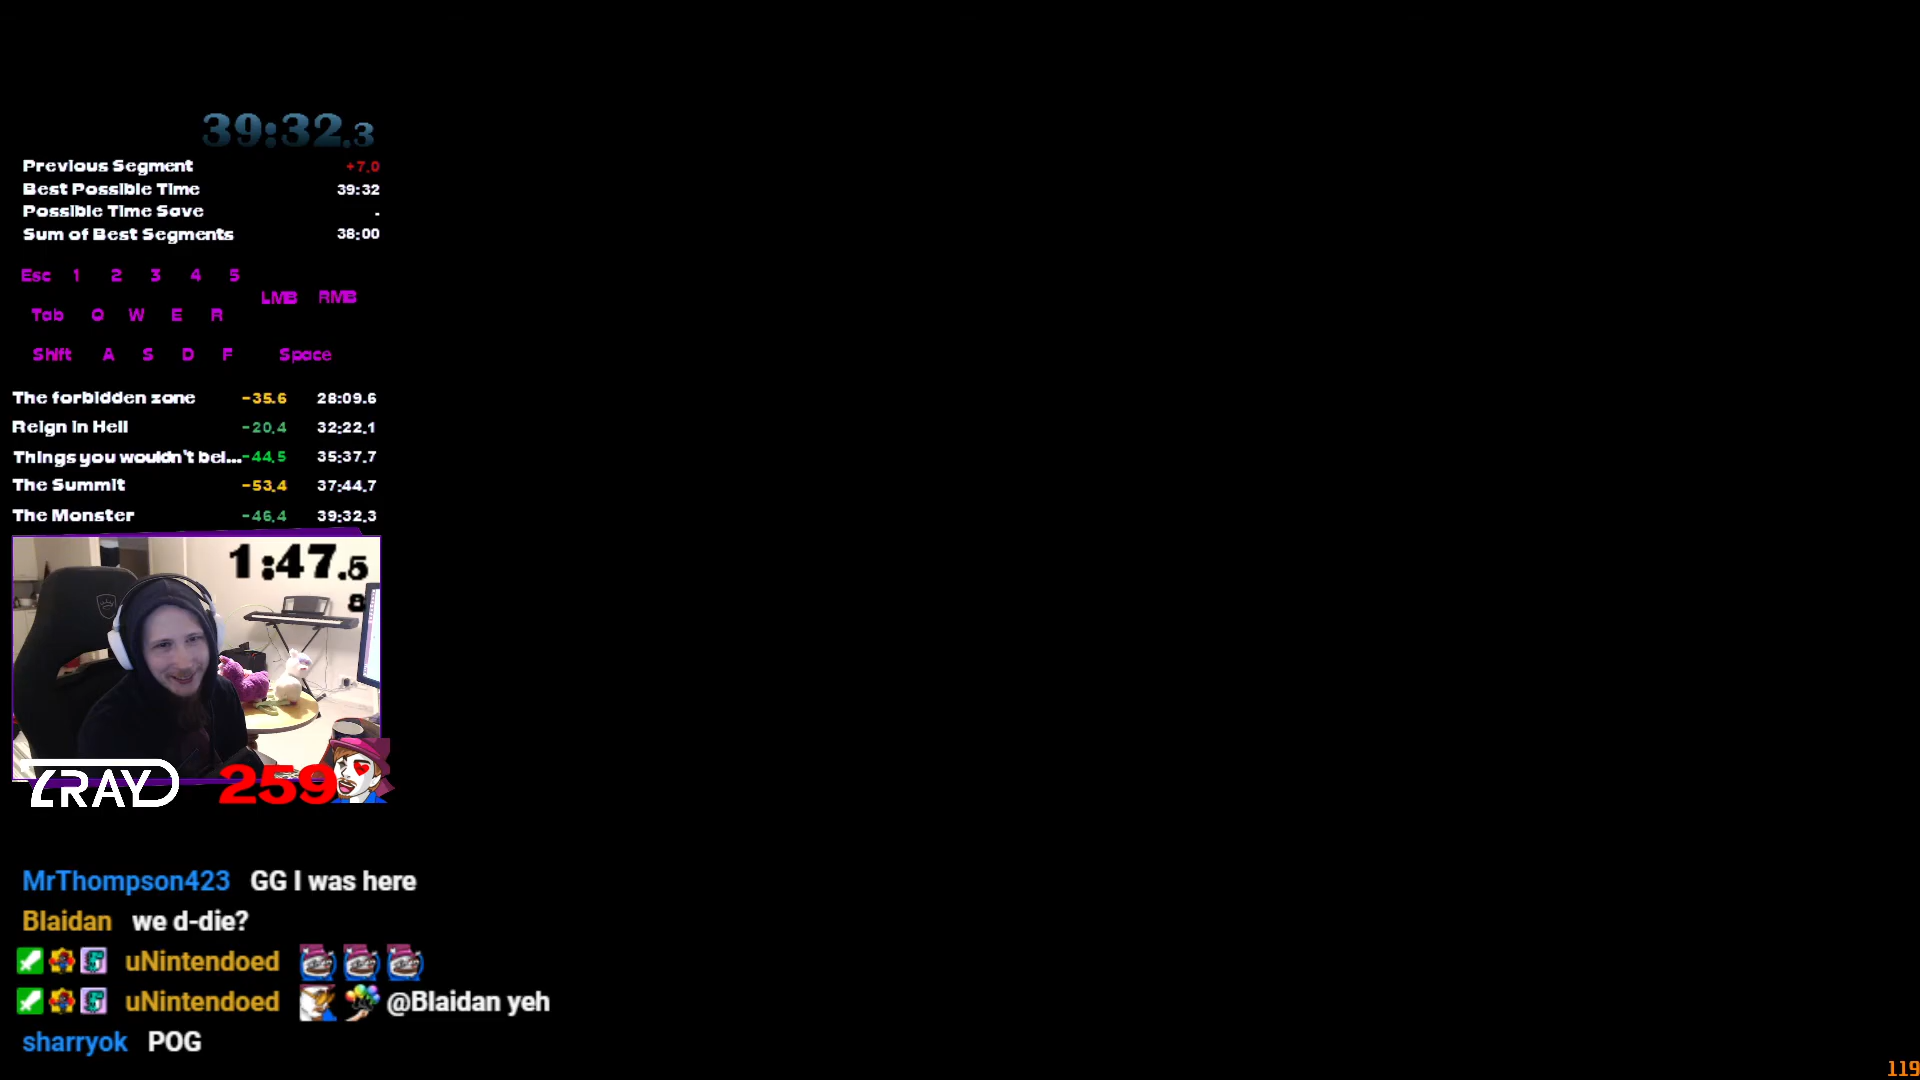 39:32.3
Previous Segment +7.0
Best Possible Time 39:32
Possible Time Save -
Sum of Best Segments 38:00
Esc 1 2 3 4 5
LMB RMB
Tab Q W E R
Shift A S D F Space
The forbidden zone -35.6 28:09.6
Reign in Hell -20.4 32:22.1
Things you wouldn't bel... -44.5 35:37.7
The Summit -53.4 37:44.7
The Monster -46.4 39:32.3
1:47.5
8
ZRAYD 259
MrThompson423 GG I was here
Blaidan we d-die?
uNintendoed
uNintendoed @Blaidan yeh
sharryok POG
119